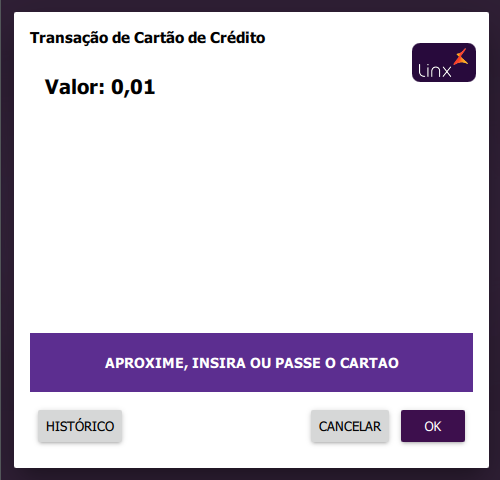 Transação de Cartão de Crédito
Linx
Valor: 0,01
APROXIME, INSIRA OU PASSE O CARTAO
HISTÓRICO
CANCELAR
OK